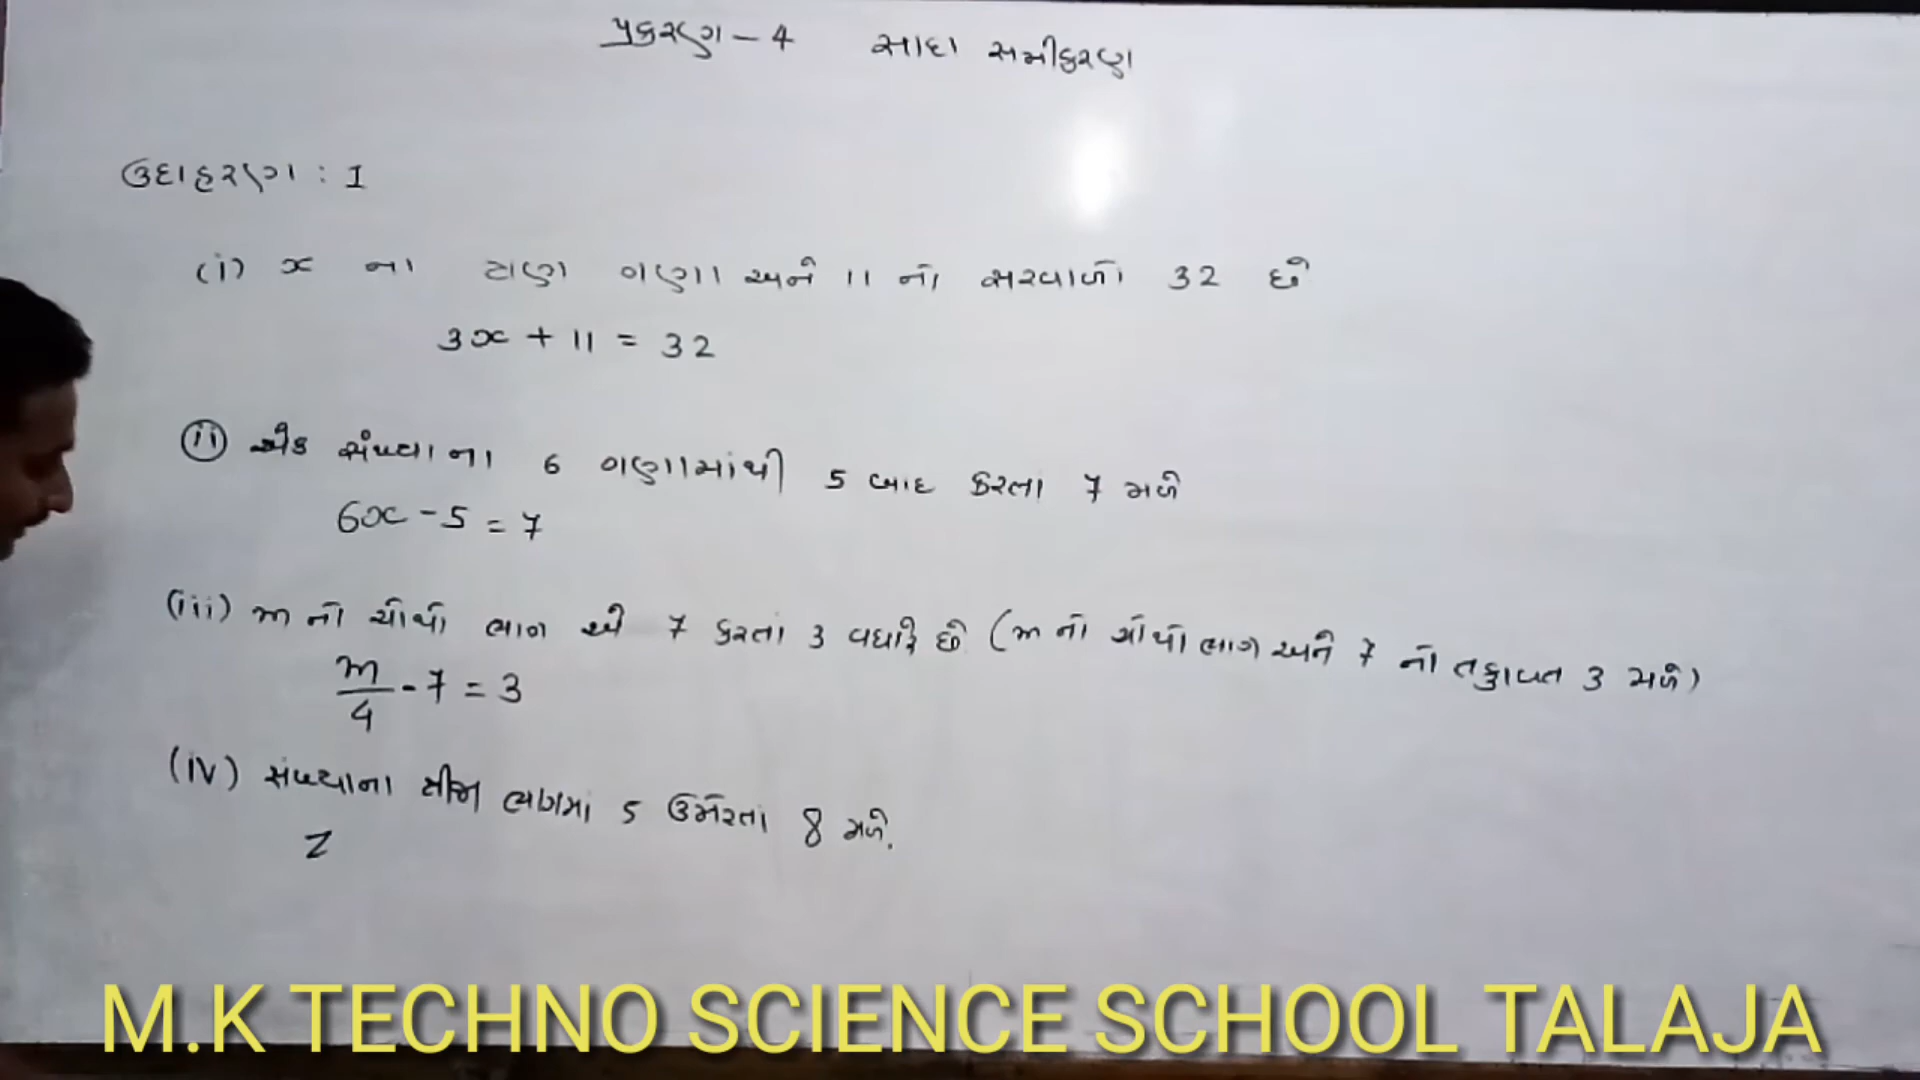 પ્રકરણ - 4 સાદા સમીકરણ
ઉદાહરણ : 1
(i) x ના ત્રણ ગણા અને 11 નો સરવાળો 32 છે
3x + 11 = 32
(ii) એક સંખ્યાના 6 ગણામાંથી 5 બાદ કરતા 7 મળે
6x - 5 = 7
(iii) m નો ચોથો ભાગ એ 7 કરતાં 3 વધારે છે (m નો ચોથો ભાગ અને 7 નો તફાવત 3 મળે)
m/4 - 7 = 3
(iv) સંખ્યાના ત્રીજા ભાગમાં 5 ઉમેરતાં 8 મળે.
z
M.K TECHNO SCIENCE SCHOOL TALAJA